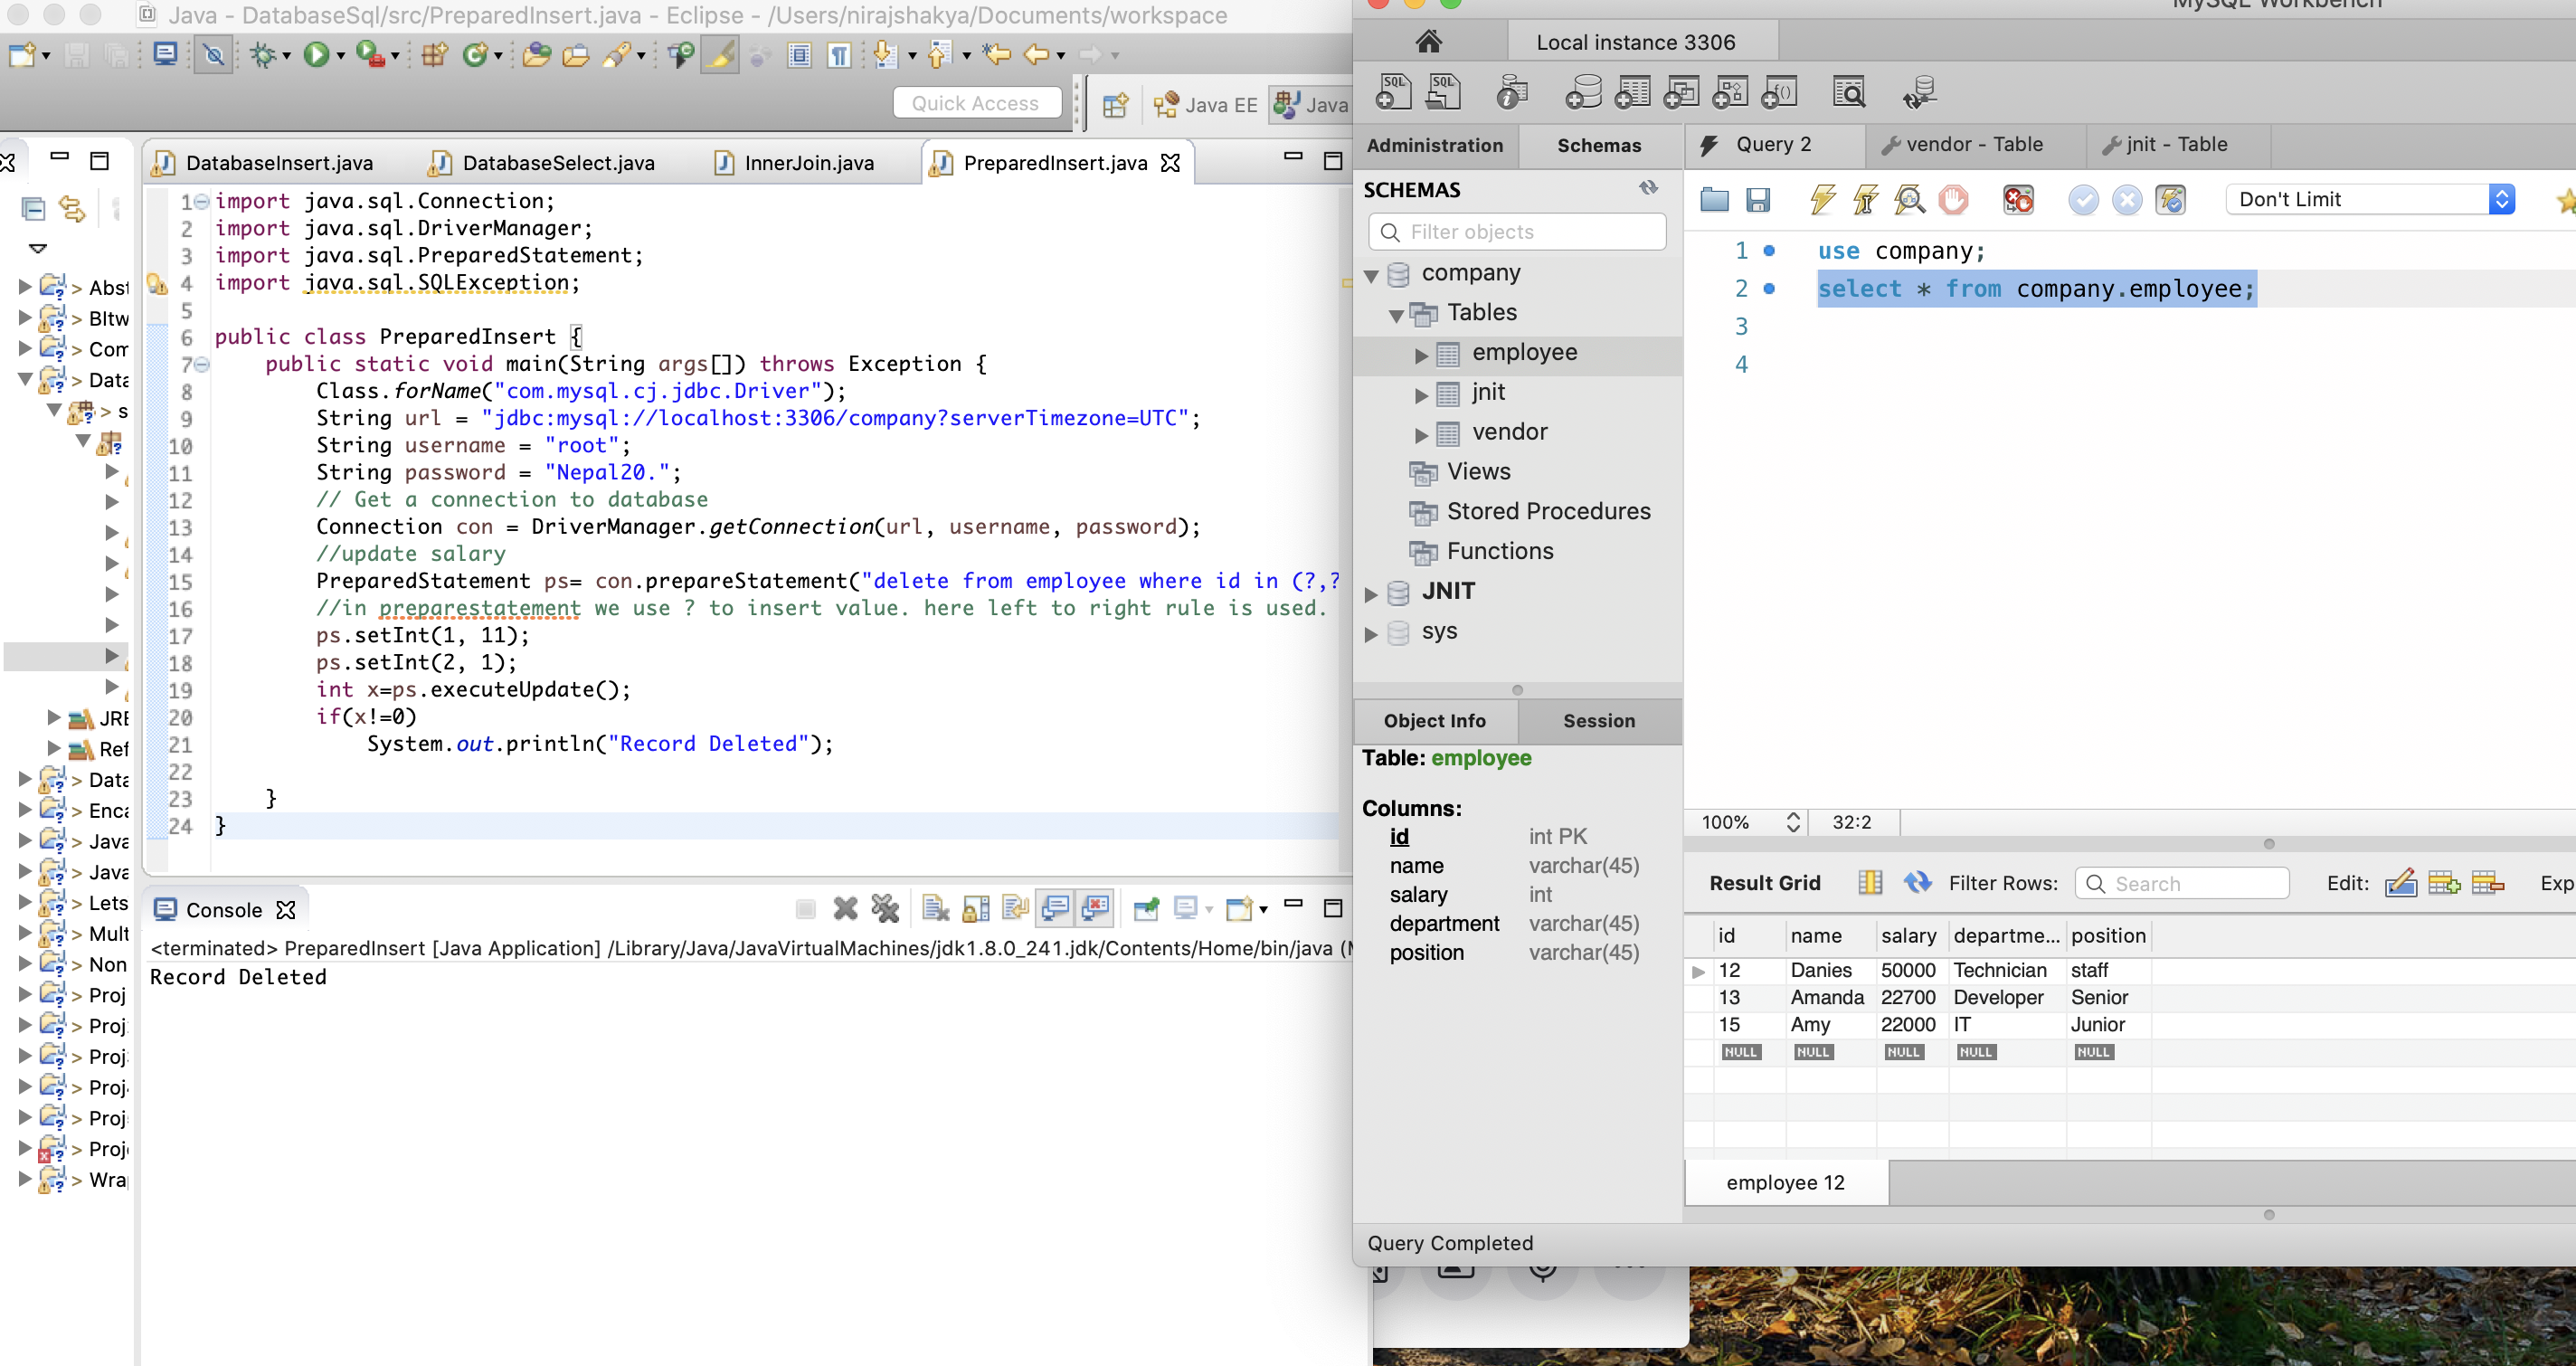 Java - DatabaseSql/src/PreparedInsert.java - Eclipse - /Users/nirajshakya/Documents/workspace
Quick Access
Java EE
Java
DatabaseInsert.java
DatabaseSelect.java
InnerJoin.java
PreparedInsert.java
1 import java.sql.Connection;
2 import java.sql.DriverManager;
3 import java.sql.PreparedStatement;
4 import java.sql.SQLException;
5
6 public class PreparedInsert {
7 public static void main(String args[]) throws Exception {
8 Class.forName("com.mysql.cj.jdbc.Driver");
9 String url = "jdbc:mysql://localhost:3306/company?serverTimezone=UTC";
10 String username = "root";
11 String password = "Nepal20.";
12 // Get a connection to database
13 Connection con = DriverManager.getConnection(url, username, password);
14 //update salary
15 PreparedStatement ps= con.prepareStatement("delete from employee where id in (?,?
16 //in preparestatement we use ? to insert value. here left to right rule is used.
17 ps.setInt(1, 11);
18 ps.setInt(2, 1);
19 int x=ps.executeUpdate();
20 if(x!=0)
21 System.out.println("Record Deleted");
22
23 }
24 }
> Abst
> BItw
> Com
> Data
> s
JRE
Ref
> Data
> Enca
> Java
> Java
> Lets
> Mult
> Non
> Proj
> Proj
> Proj
> Proj
> Proj
> Proj
> Wra
Console
<terminated> PreparedInsert [Java Application] /Library/Java/JavaVirtualMachines/jdk1.8.0_241.jdk/Contents/Home/bin/java (
Record Deleted
MySQL Workbench
Local instance 3306
Administration
Schemas
SCHEMAS
Filter objects
company
Tables
employee
jnit
vendor
Views
Stored Procedures
Functions
JNIT
sys
Object Info
Session
Table: employee
Columns:
id int PK
name varchar(45)
salary int
department varchar(45)
position varchar(45)
Query 2
vendor - Table
jnit - Table
Don't Limit
1 use company;
2 select * from company.employee;
3
4
100%
32:2
Result Grid
Filter Rows:
Search
Edit:
Exp
id name salary departme... position
12 Danies 50000 Technician staff
13 Amanda 22700 Developer Senior
15 Amy 22000 IT Junior
NULL NULL NULL NULL NULL
employee 12
Query Completed